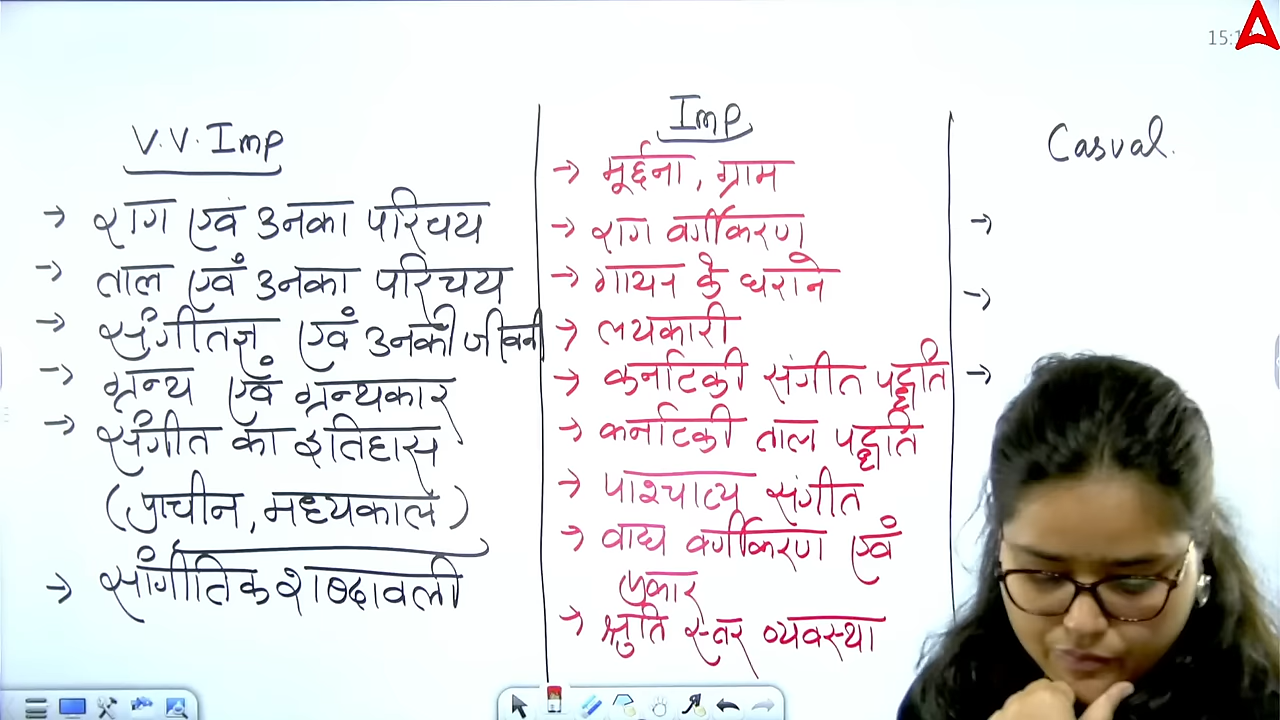 15:1
V.V. Imp
→ राग एवं उनका परिचय
→ ताल एवं उनका परिचय
→ संगीतज्ञ एवं उनकी जीवनी
→ ग्रन्थ एवं ग्रन्थकार
→ संगीत का इतिहास
(प्राचीन, मध्यकाल)
→ सांगीतिक शब्दावली
Imp
→ मूर्छना, ग्राम
→ राग वर्गीकरण
→ गायन के घराने
→ लयकारी
→ कर्नाटकी संगीत पद्धति
→ कर्नाटकी ताल पद्धति
→ पाश्चात्य संगीत
→ वाद्य वर्गीकरण एवं
प्रकार
→ श्रुति स्वर व्यवस्था
Casual.
→
→
→